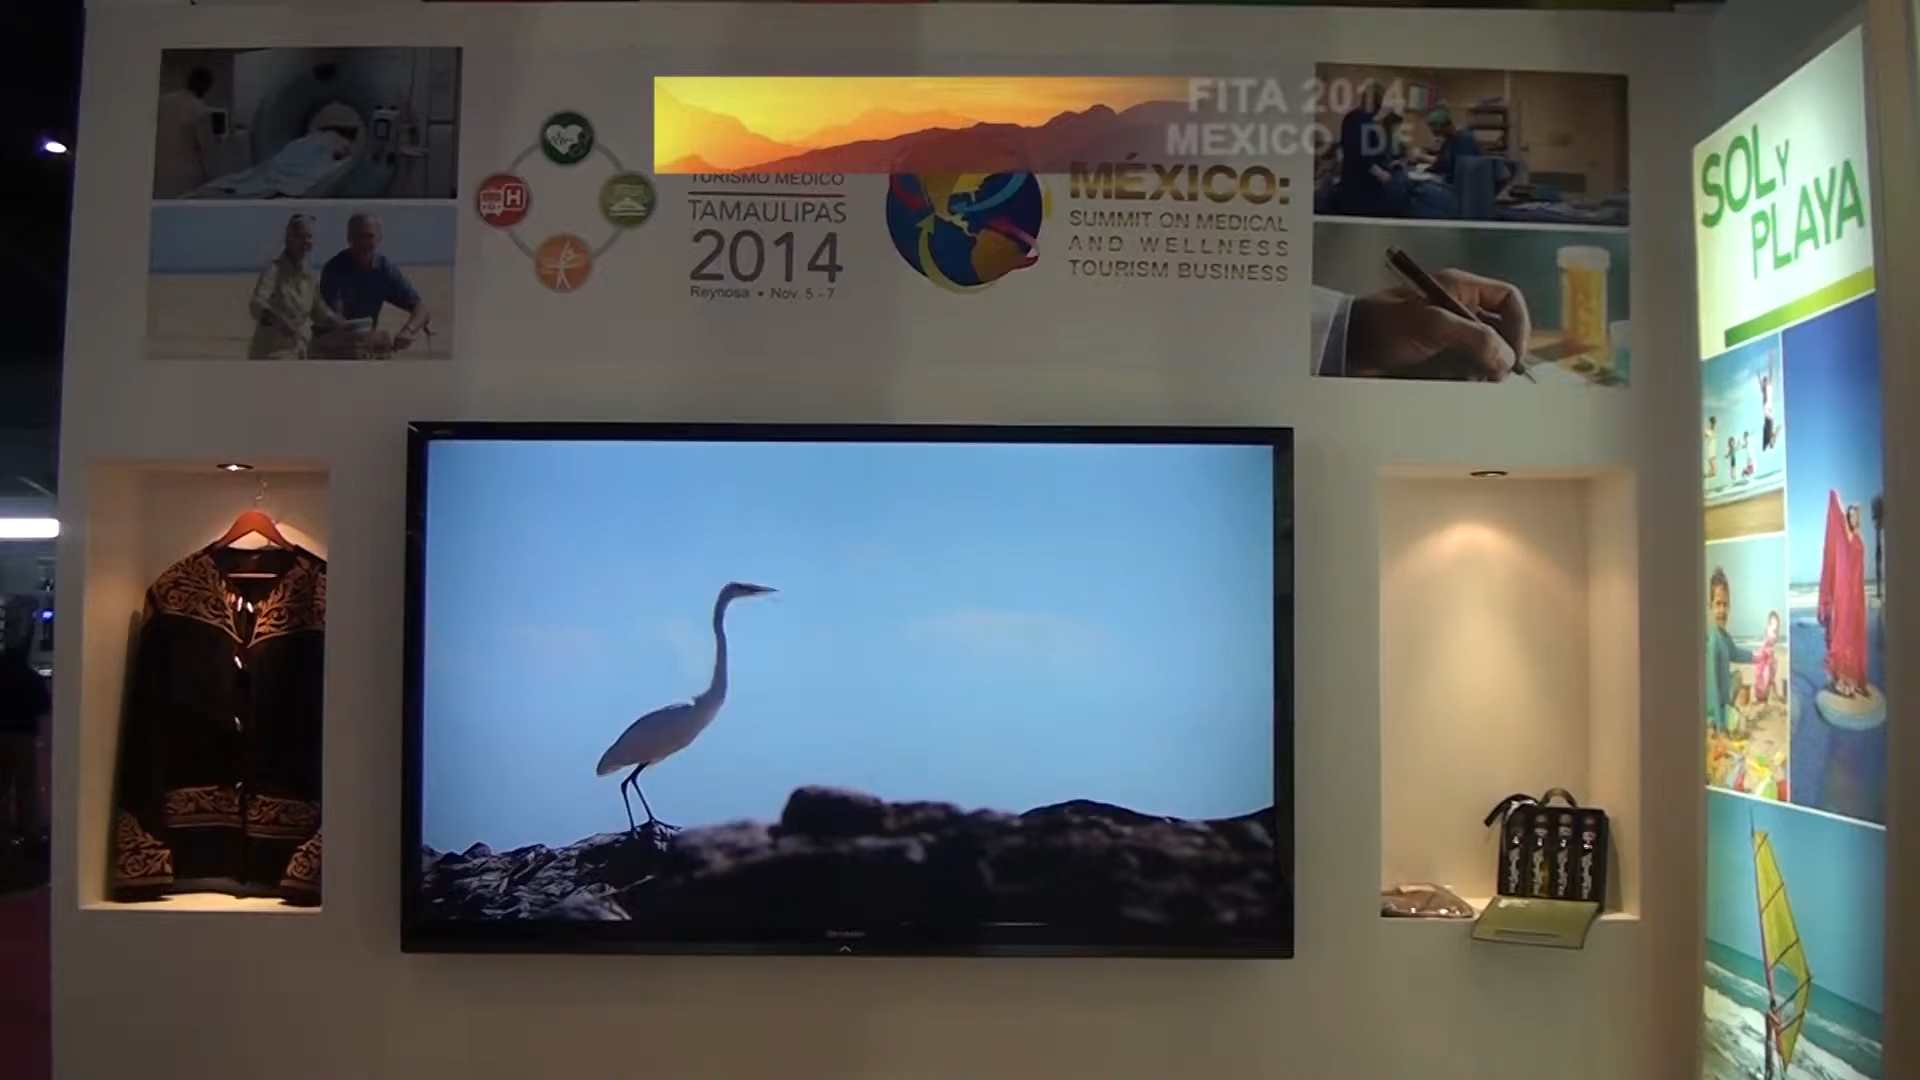 FITA 2014
MEXICO, DF
TURISMO MÉDICO
TAMAULIPAS
2014
Reynosa • Nov. 5 - 7
MÉXICO:
SUMMIT ON MEDICAL
AND WELLNESS
TOURISM BUSINESS
H
SOL Y
PLAYA